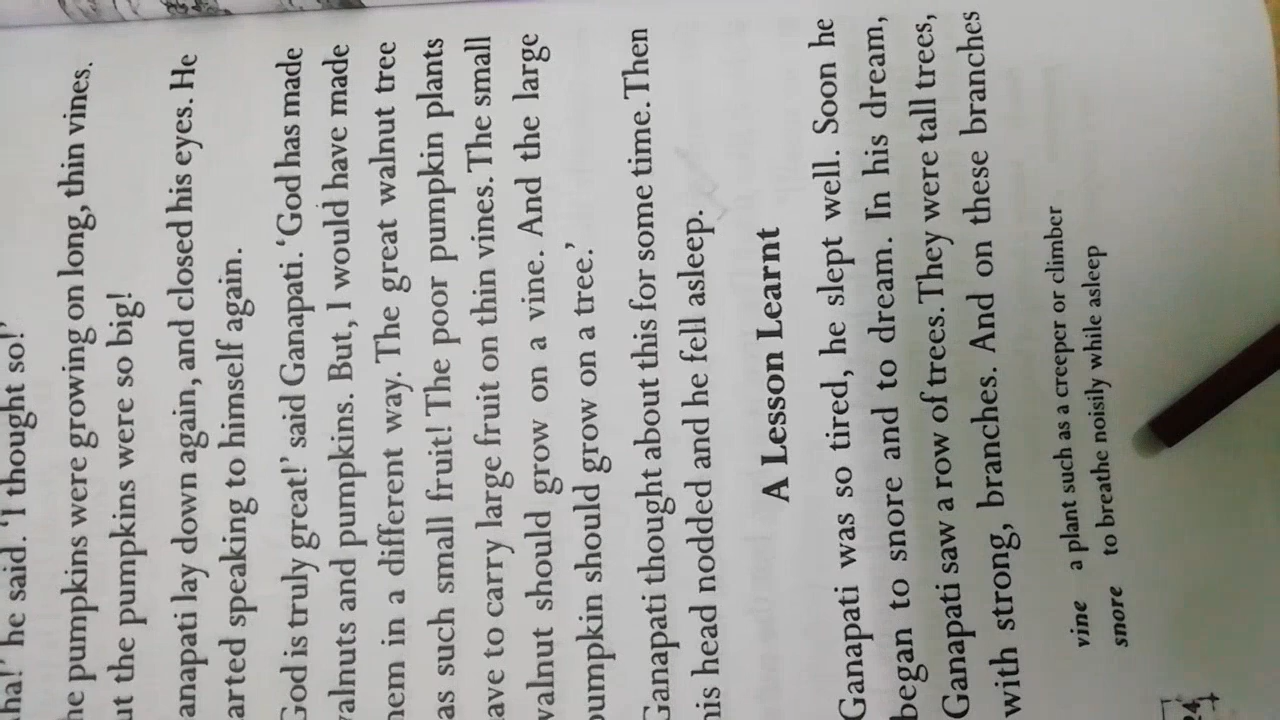 ha!' he said. 'I thought so!'
he pumpkins were growing on long, thin vines.
ut the pumpkins were so big!
anapati lay down again, and closed his eyes. He
arted speaking to himself again.
God is truly great!' said Ganapati. 'God has made
valnuts and pumpkins. But, I would have made
hem in a different way. The great walnut tree
as such small fruit! The poor pumpkin plants
ave to carry large fruit on thin vines. The small
walnut should grow on a vine. And the large
pumpkin should grow on a tree.'
Ganapati thought about this for some time. Then
his head nodded and he fell asleep.
A Lesson Learnt
Ganapati was so tired, he slept well. Soon he
began to snore and to dream. In his dream,
Ganapati saw a row of trees. They were tall trees,
with strong, branches. And on these branches
vine a plant such as a creeper or climber
snore to breathe noisily while asleep